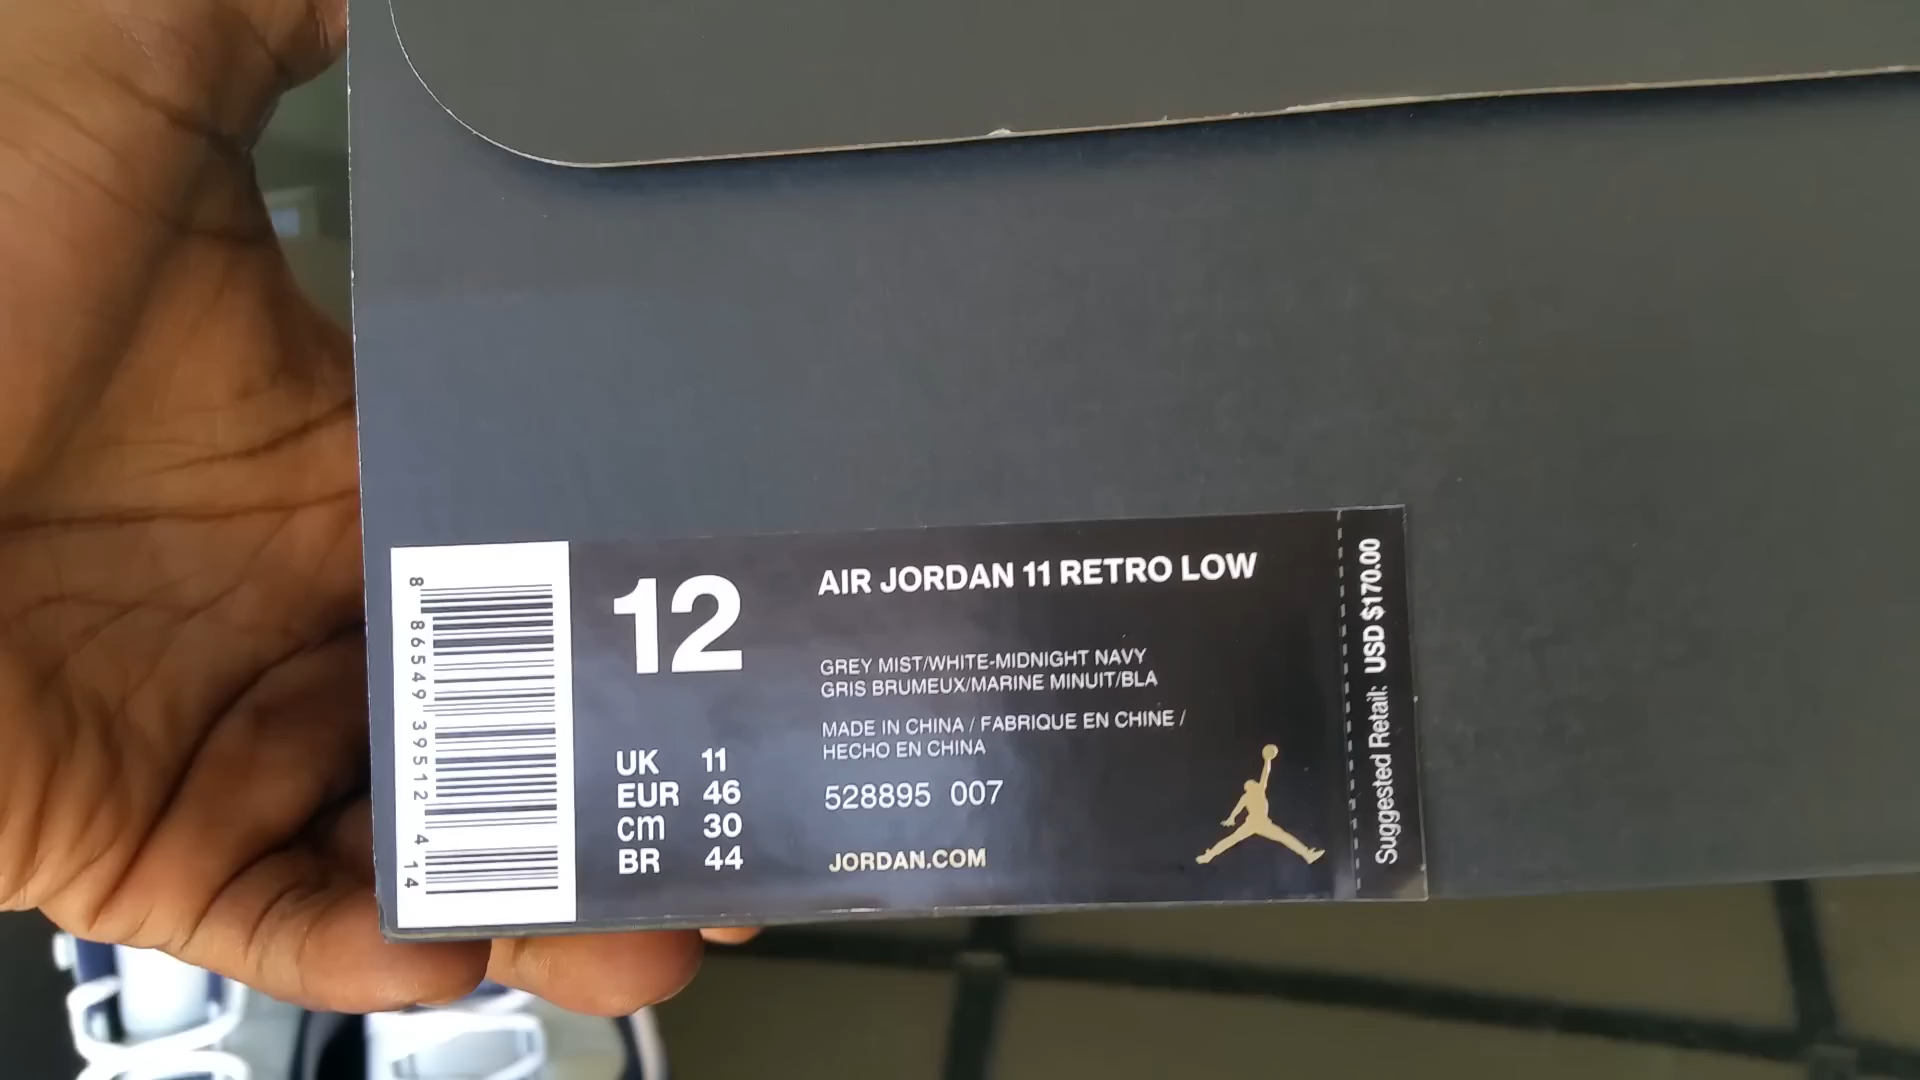 8 86549 39512 4 14
12
AIR JORDAN 11 RETRO LOW
GREY MIST/WHITE-MIDNIGHT NAVY
GRIS BRUMEUX/MARINE MINUIT/BLA
MADE IN CHINA / FABRIQUE EN CHINE /
HECHO EN CHINA
528895 007
JORDAN.COM
UK 11
EUR 46
cm 30
BR 44
Suggested Retail: USD $170.00